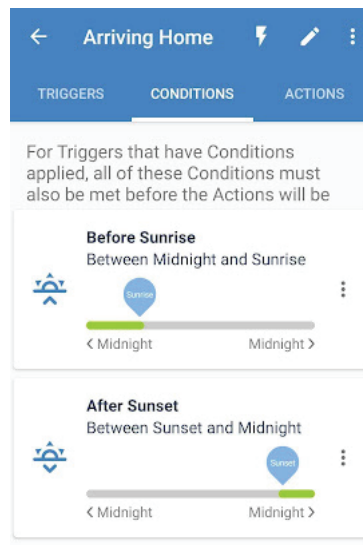 Arriving Home
TRIGGERS CONDITIONS ACTIONS
For Triggers that have Conditions
applied, all of these Conditions must
also be met before the Actions will be
Before Sunrise
Between Midnight and Sunrise
Sunrise
< Midnight Midnight >
After Sunset
Between Sunset and Midnight
Sunset
< Midnight Midnight >